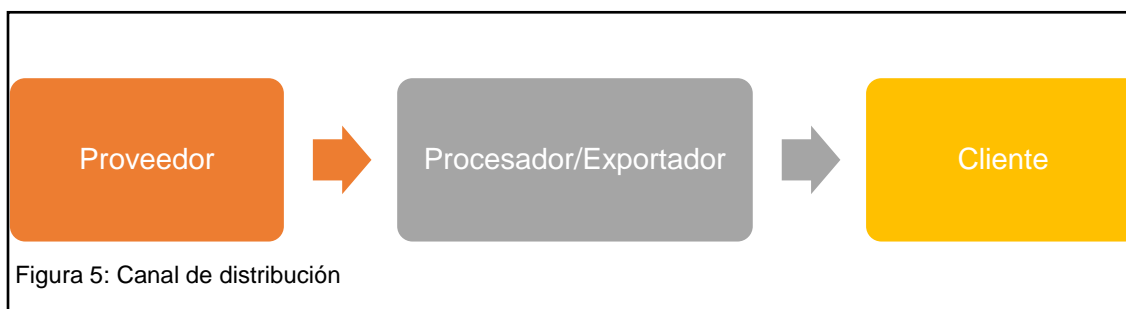 Proveedor
Procesador/Exportador
Cliente
Figura 5: Canal de distribución